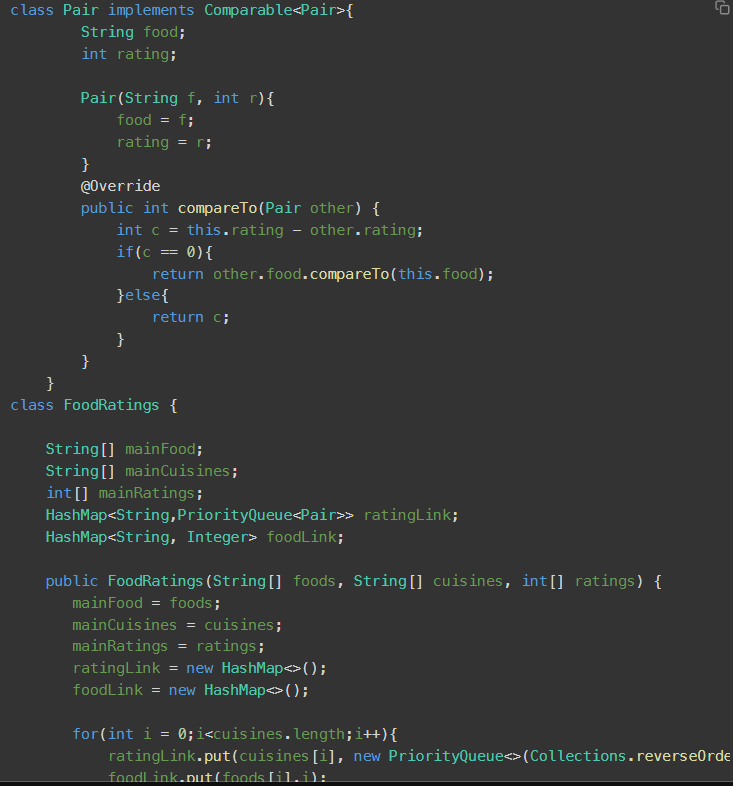 class Pair implements Comparable<Pair>{
        String food;
        int rating;

        Pair(String f, int r){
            food = f;
            rating = r;
        }
        @Override
        public int compareTo(Pair other) {
            int c = this.rating - other.rating;
            if(c == 0){
                return other.food.compareTo(this.food);
            }else{
                return c;
            }
        }
    }
class FoodRatings {

    String[] mainFood;
    String[] mainCuisines;
    int[] mainRatings;
    HashMap<String,PriorityQueue<Pair>> ratingLink;
    HashMap<String, Integer> foodLink;

    public FoodRatings(String[] foods, String[] cuisines, int[] ratings) {
       mainFood = foods;
       mainCuisines = cuisines;
       mainRatings = ratings;
       ratingLink = new HashMap<>();
       foodLink = new HashMap<>();

       for(int i = 0;i<cuisines.length;i++){
           ratingLink.put(cuisines[i], new PriorityQueue<>(Collections.reverseOrde
           foodLink.put(foods[i],i);